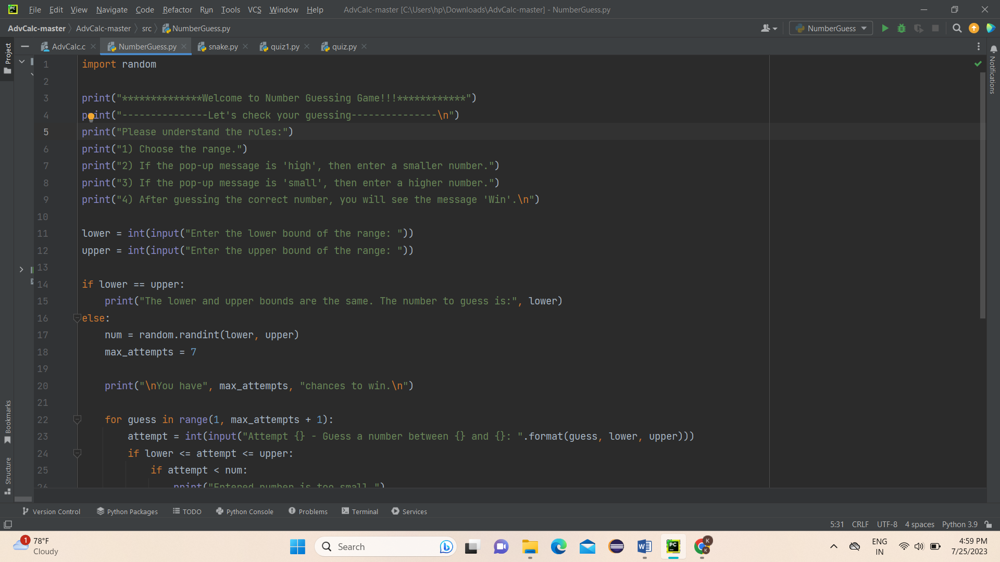 PC File Edit View Navigate Code Refactor Run Tools VCS Window Help AdvCalc-master [C:\Users\hp\Downloads\AdvCalc-master] - NumberGuess.py
AdvCalc-master AdvCalc-master src NumberGuess.py NumberGuess
AdvCalc.c NumberGuess.py snake.py quiz1.py quiz.py
Project
Notifications
1 import random
2
3 print("**************Welcome to Number Guessing Game!!!************")
4 print("---------------Let's check your guessing---------------\n")
5 print("Please understand the rules:")
6 print("1) Choose the range.")
7 print("2) If the pop-up message is 'high', then enter a smaller number.")
8 print("3) If the pop-up message is 'small', then enter a higher number.")
9 print("4) After guessing the correct number, you will see the message 'Win'.\n")
10
11 lower = int(input("Enter the lower bound of the range: "))
12 upper = int(input("Enter the upper bound of the range: "))
13
14 if lower == upper:
15     print("The lower and upper bounds are the same. The number to guess is:", lower)
16 else:
17     num = random.randint(lower, upper)
18     max_attempts = 7
19
20     print("\nYou have", max_attempts, "chances to win.\n")
21
22     for guess in range(1, max_attempts + 1):
23         attempt = int(input("Attempt {} - Guess a number between {} and {}: ".format(guess, lower, upper)))
24         if lower <= attempt <= upper:
25             if attempt < num:
26                 print("Entered number is too small.")
Bookmarks
Structure
Version Control Python Packages TODO Python Console Problems Terminal Services
5:31 CRLF UTF-8 4 spaces Python 3.9
1 78°F
Cloudy
Search
PC
K
K
ENG
IN
4:59 PM
7/25/2023